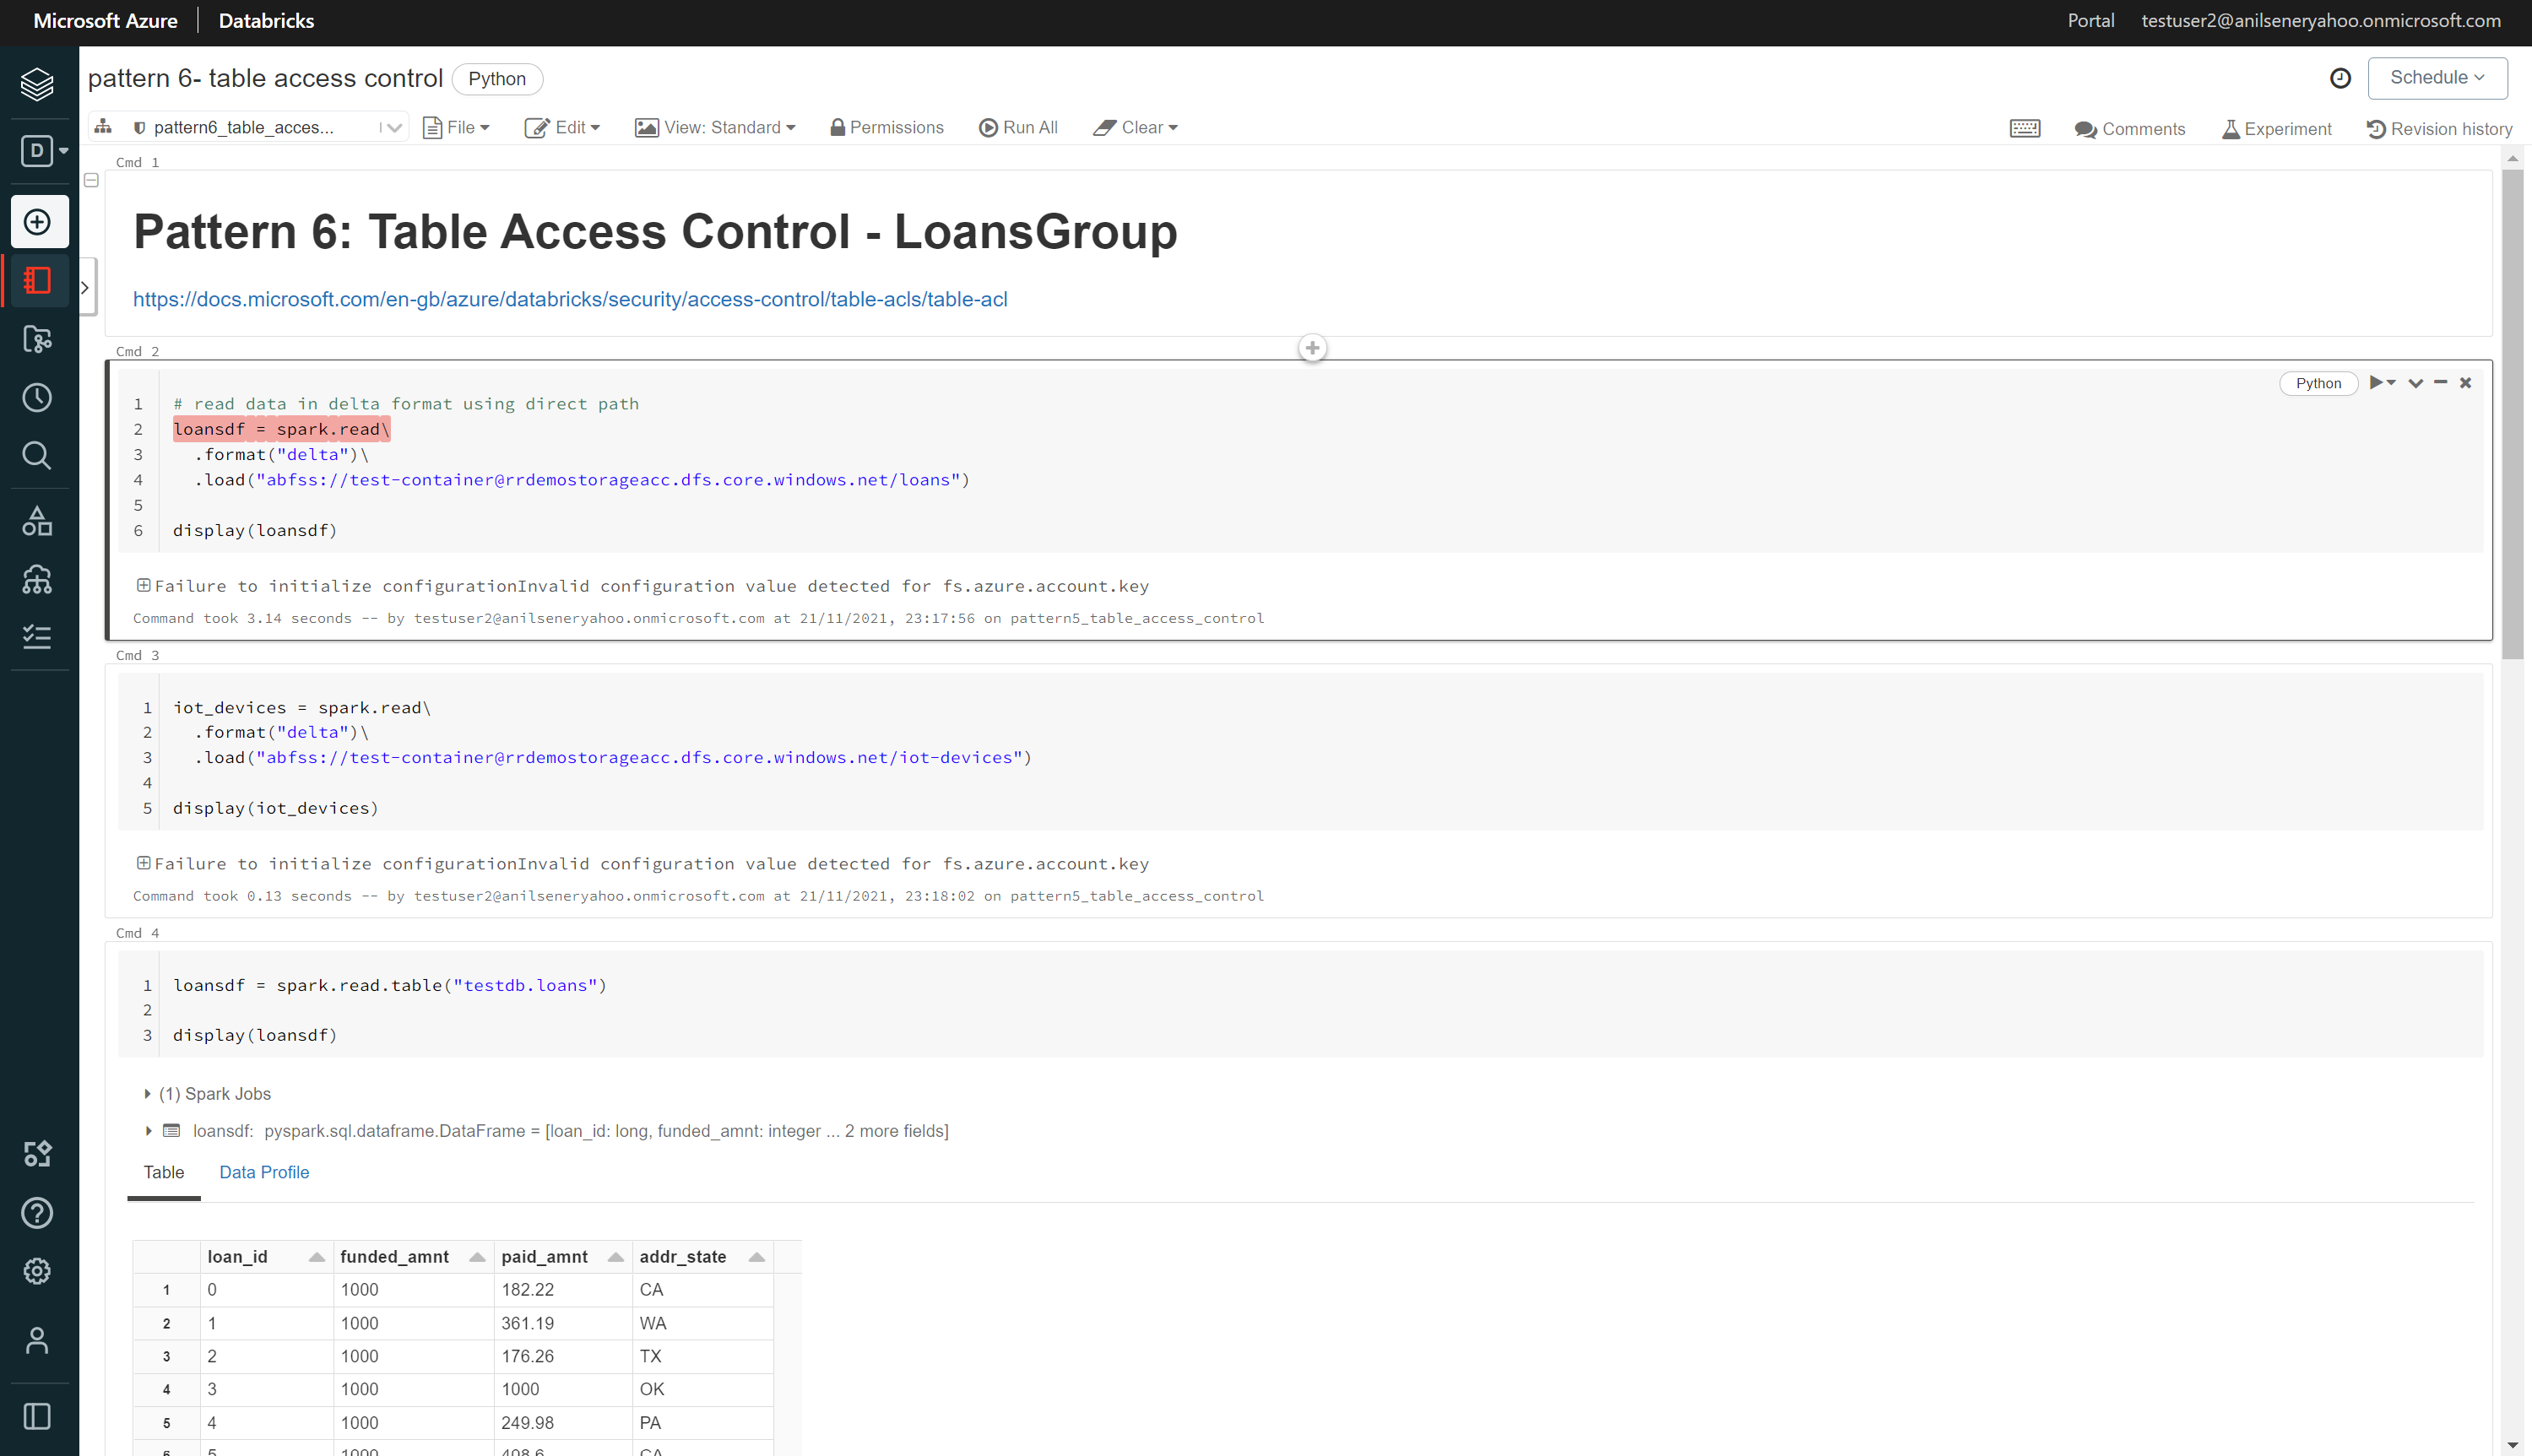 Microsoft Azure | Databricks
Portal testuser2@anilseneryahoo.onmicrosoft.com
pattern 6- table access control Python
Schedule
D
pattern6_table_acces... File Edit View: Standard Permissions Run All Clear
Comments Experiment Revision history
Cmd 1
Pattern 6: Table Access Control - LoansGroup
https://docs.microsoft.com/en-gb/azure/databricks/security/access-control/table-acls/table-acl
Cmd 2
Python
1 # read data in delta format using direct path
2 loansdf = spark.read\
3 .format("delta")\
4 .load("abfss://test-container@rrdemostorageacc.dfs.core.windows.net/loans")
5
6 display(loansdf)
Failure to initialize configurationInvalid configuration value detected for fs.azure.account.key
Command took 3.14 seconds -- by testuser2@anilseneryahoo.onmicrosoft.com at 21/11/2021, 23:17:56 on pattern5_table_access_control
Cmd 3
1 iot_devices = spark.read\
2 .format("delta")\
3 .load("abfss://test-container@rrdemostorageacc.dfs.core.windows.net/iot-devices")
4
5 display(iot_devices)
Failure to initialize configurationInvalid configuration value detected for fs.azure.account.key
Command took 0.13 seconds -- by testuser2@anilseneryahoo.onmicrosoft.com at 21/11/2021, 23:18:02 on pattern5_table_access_control
Cmd 4
1 loansdf = spark.read.table("testdb.loans")
2
3 display(loansdf)
(1) Spark Jobs
loansdf: pyspark.sql.dataframe.DataFrame = [loan_id: long, funded_amnt: integer ... 2 more fields]
Table Data Profile
loan_id funded_amnt paid_amnt addr_state
1 0 1000 182.22 CA
2 1 1000 361.19 WA
3 2 1000 176.26 TX
4 3 1000 1000 OK
5 4 1000 249.98 PA
6 5 1000 408.6 CA